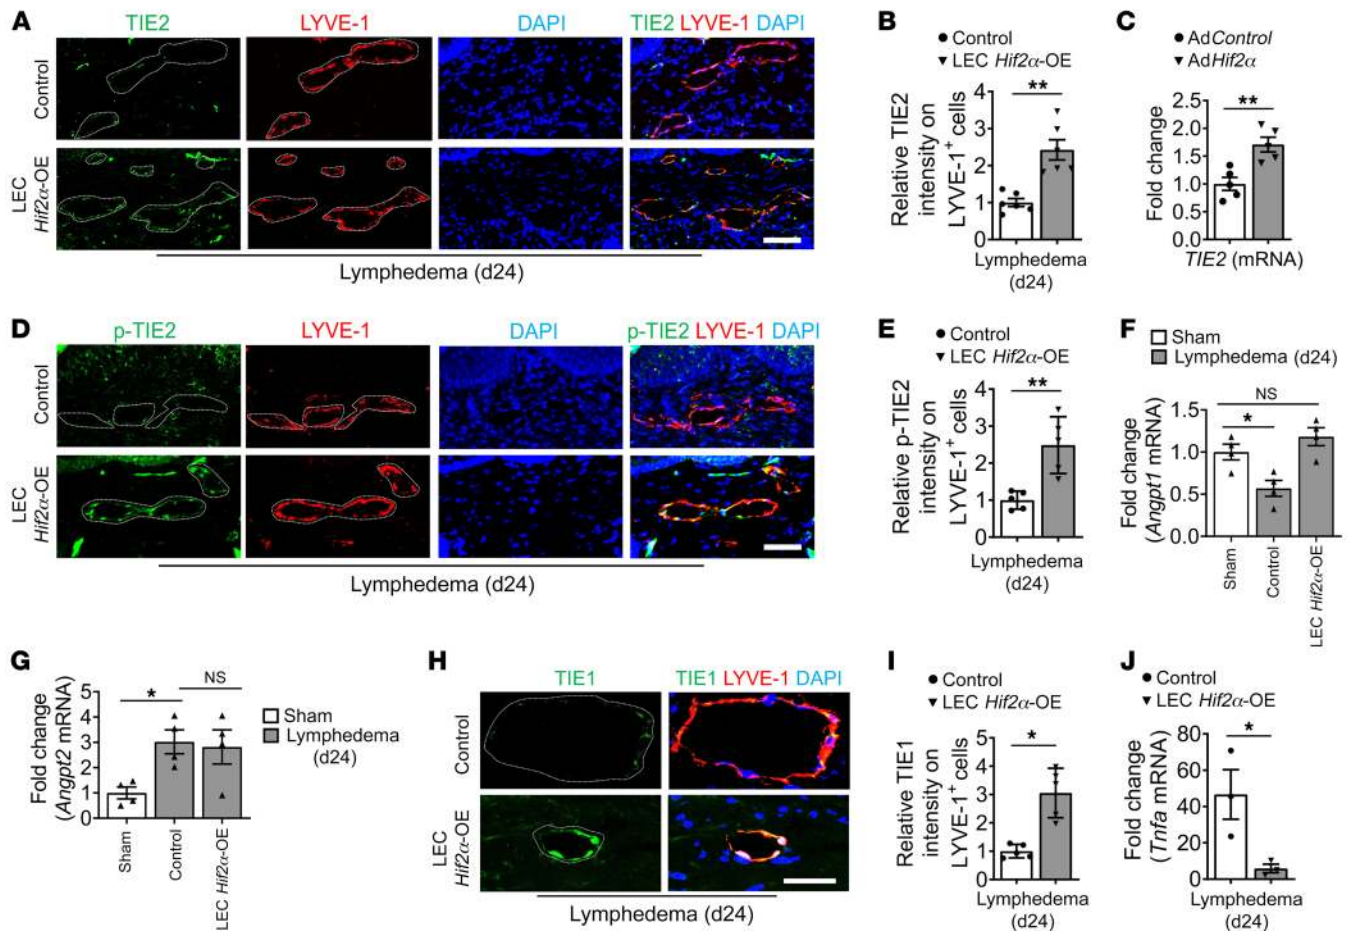 A
TIE2
LYVE-1
DAPI
TIE2 LYVE-1 DAPI
Control
LEC
Hif2α-OE
Lymphedema (d24)
B
Control
LEC Hif2α-OE
Relative TIE2
intensity on
LYVE-1+ cells
4
3
2
1
0
**
Lymphedema
(d24)
C
AdControl
AdHif2α
Fold change
2.5
2.0
1.5
1.0
0.5
0.0
**
TIE2 (mRNA)
D
p-TIE2
LYVE-1
DAPI
p-TIE2 LYVE-1 DAPI
Control
LEC
Hif2α-OE
Lymphedema (d24)
E
Control
LEC Hif2α-OE
Relative p-TIE2
intensity on
LYVE-1+ cells
4
3
2
1
0
**
Lymphedema
(d24)
F
Sham
Lymphedema (d24)
Fold change
(Angpt1 mRNA)
1.5
1.0
0.5
0
NS
*
Sham
Control
LEC Hif2α-OE
G
Fold change
(Angpt2 mRNA)
5
4
3
2
1
0
*
NS
Sham
Lymphedema
(d24)
Sham
Control
LEC Hif2α-OE
H
TIE1
TIE1 LYVE-1 DAPI
Control
LEC
Hif2α-OE
Lymphedema (d24)
I
Control
LEC Hif2α-OE
Relative TIE1
intensity on
LYVE-1+ cells
5
4
3
2
1
0
*
Lymphedema
(d24)
J
Control
LEC Hif2α-OE
Fold change
(Tnfa mRNA)
80
60
40
20
0
*
Lymphedema
(d24)